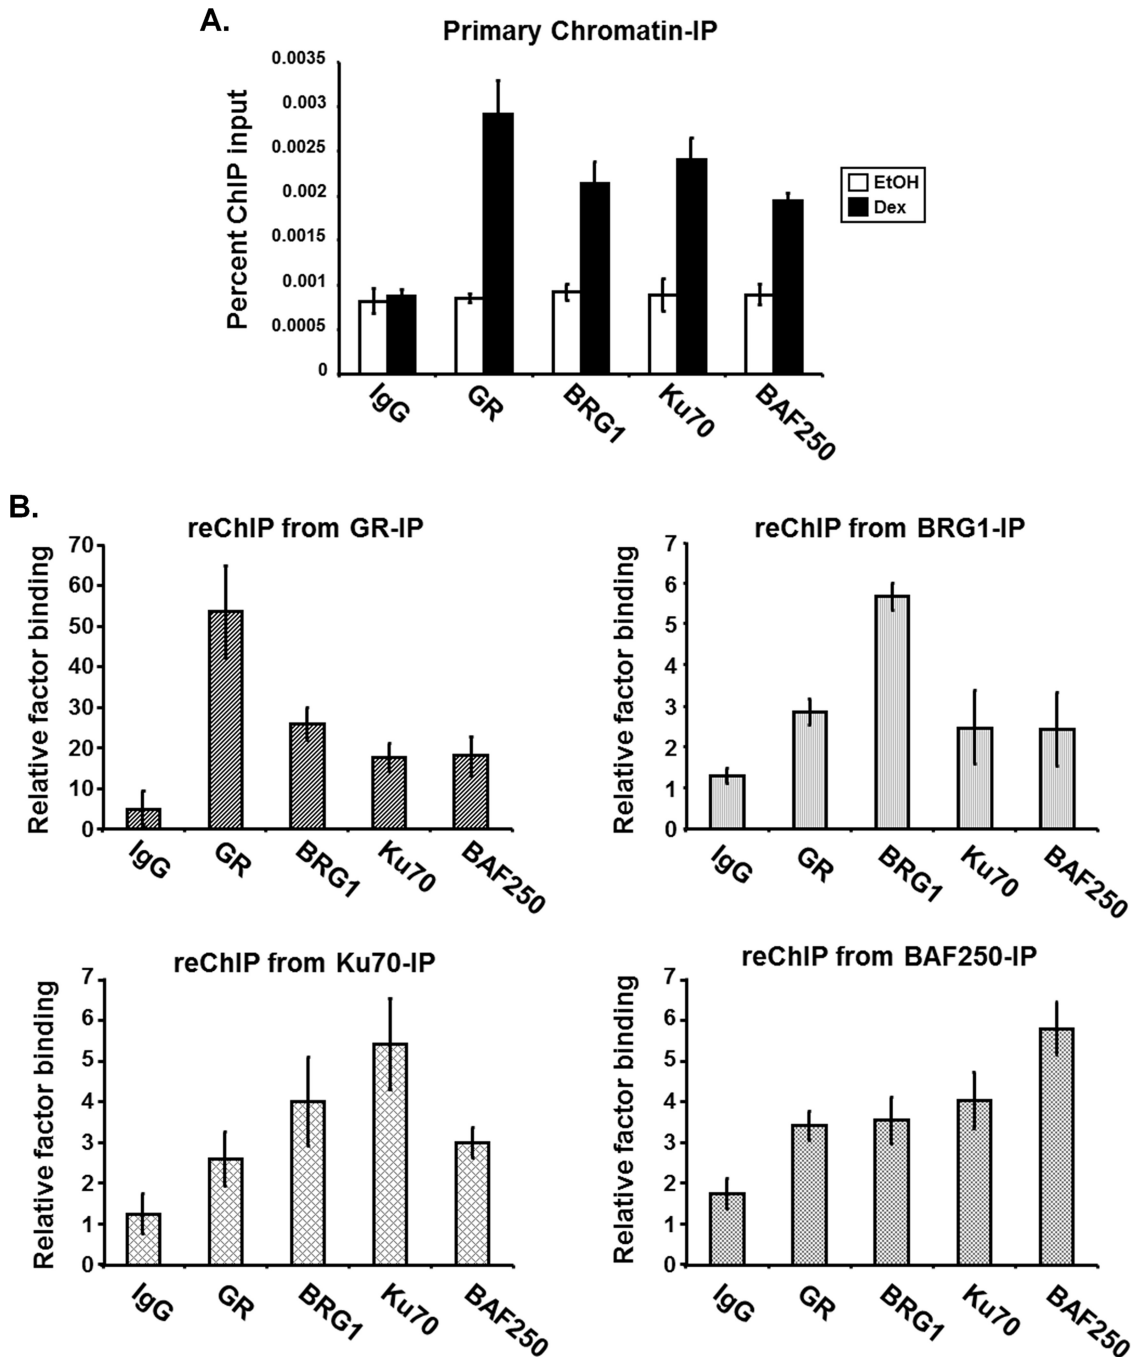 A.
Primary Chromatin-IP
Percent ChIP input
0.0035
0.003
0.0025
0.002
0.0015
0.001
0.0005
0
EtOH
Dex
IgG
GR
BRG1
Ku70
BAF250
B.
reChIP from GR-IP
Relative factor binding
70
60
50
40
30
20
10
0
IgG
GR
BRG1
Ku70
BAF250
reChIP from BRG1-IP
Relative factor binding
7
6
5
4
3
2
1
0
IgG
GR
BRG1
Ku70
BAF250
reChIP from Ku70-IP
Relative factor binding
7
6
5
4
3
2
1
0
IgG
GR
BRG1
Ku70
BAF250
reChIP from BAF250-IP
Relative factor binding
7
6
5
4
3
2
1
0
IgG
GR
BRG1
Ku70
BAF250